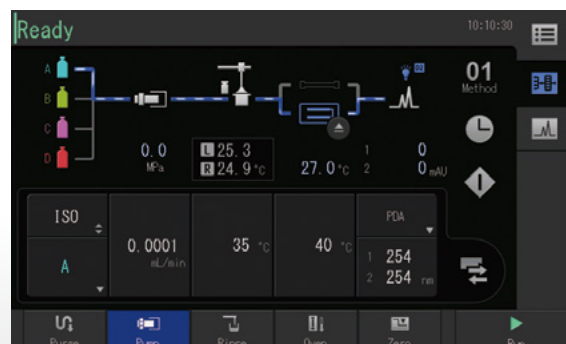 Ready
10:10:30
A
B
C
D
01
Method
0.0
MPa
L 25.3
R 24.9 °C
27.0 °C
1 0
2 0 mAU
ISO
A
0.0001
mL/min
35 °C
40 °C
PDA
1 254
2 254 nm
Purge
Pump
Rinse
Oven
Zero
Run